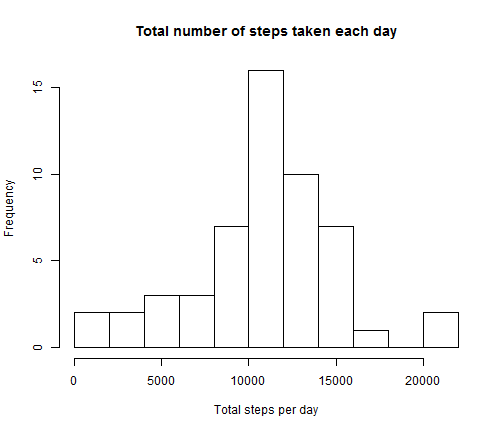 Total number of steps taken each day
Frequency
15
10
5
0
0 5000 10000 15000 20000
Total steps per day